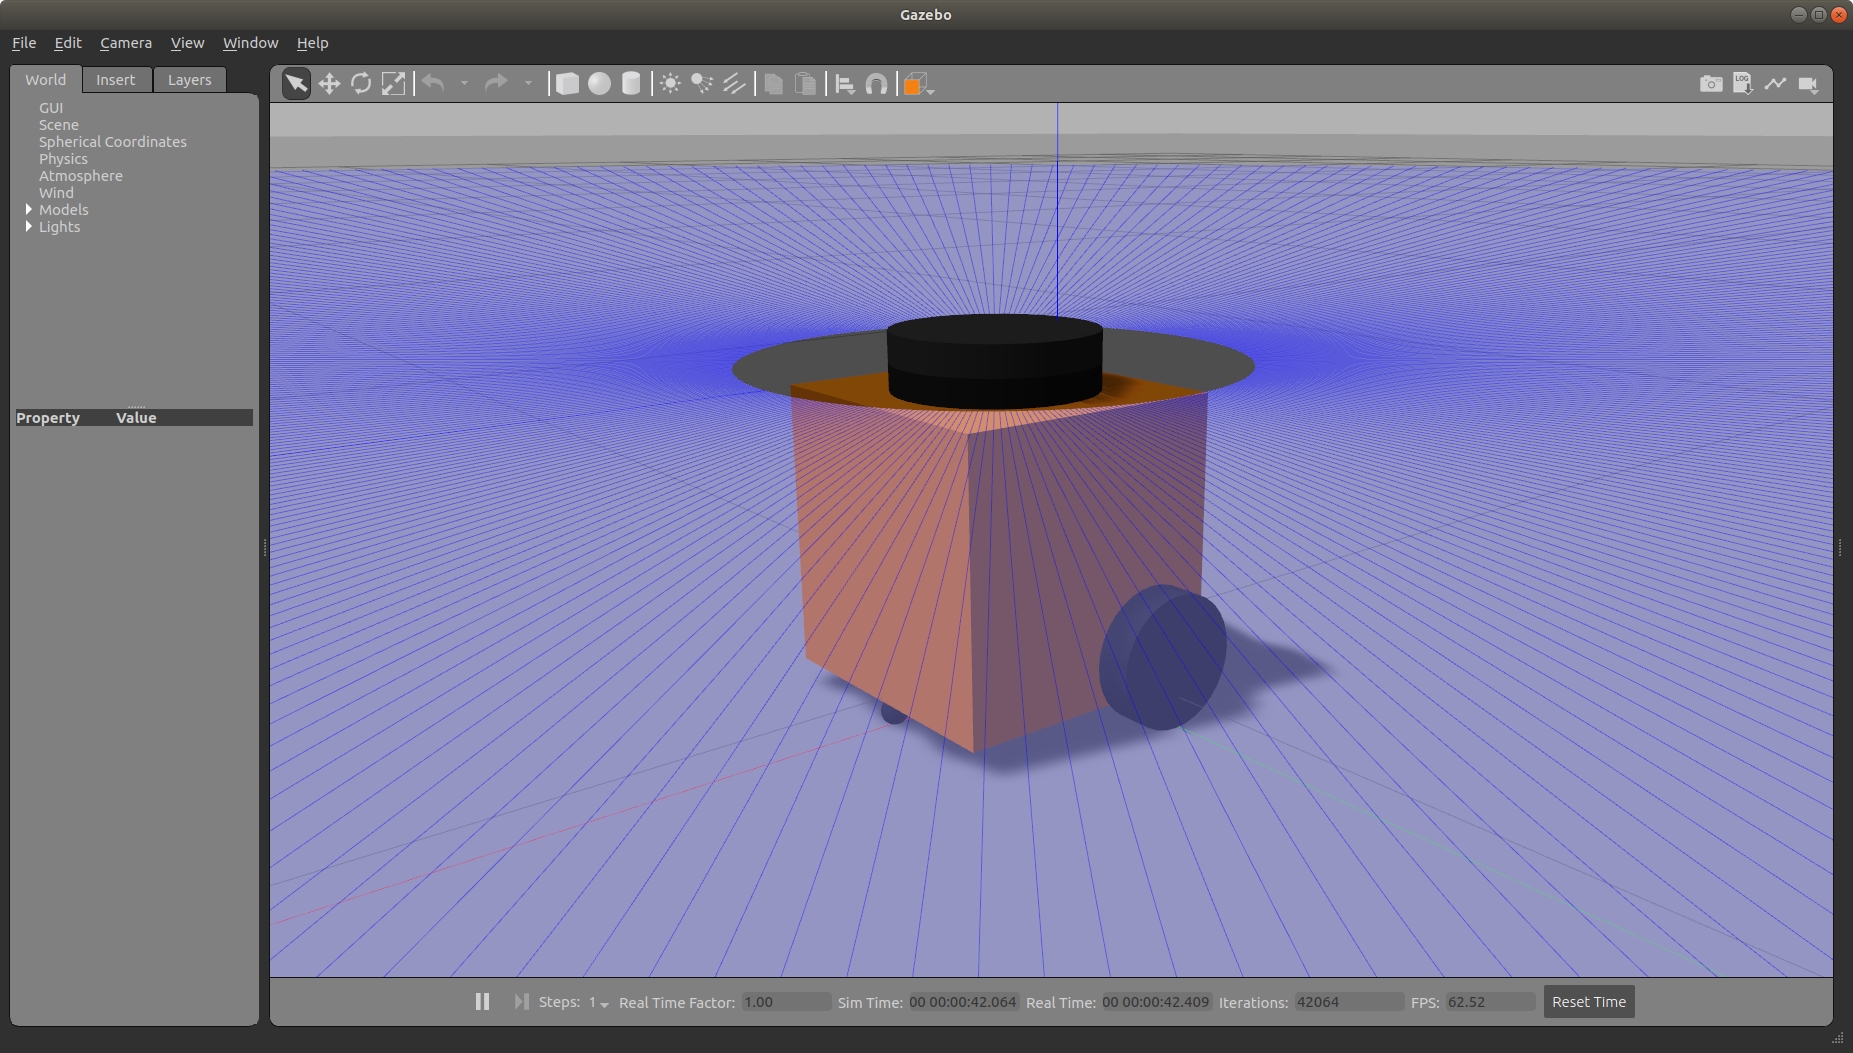 Gazebo
File Edit Camera View Window Help
World Insert Layers
LOG
GUI
Scene
Spherical Coordinates
Physics
Atmosphere
Wind
Models
Lights
Property Value
Steps: 1 Real Time Factor: 1.00 Sim Time: 00 00:00:42.064 Real Time: 00 00:00:42.409 Iterations: 42064 FPS: 62.52 Reset Time